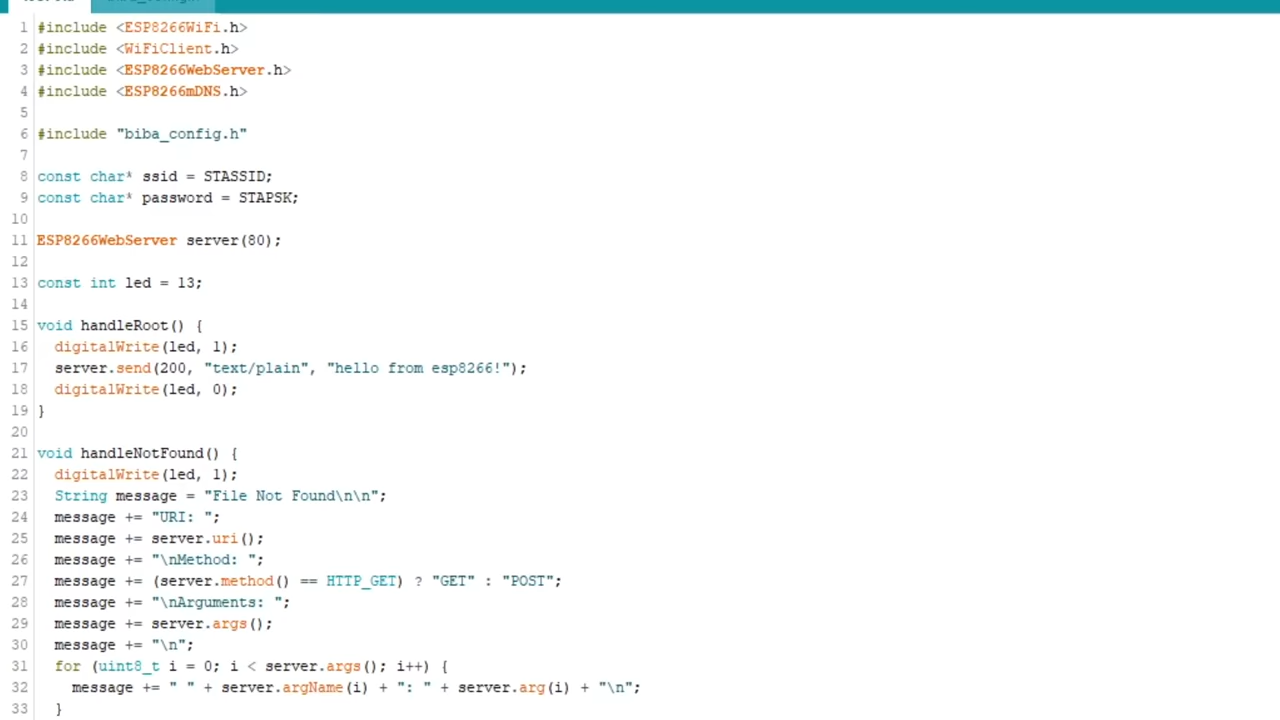 1 #include <ESP8266WiFi.h>
2 #include <WiFiClient.h>
3 #include <ESP8266WebServer.h>
4 #include <ESP8266mDNS.h>
5
6 #include "biba_config.h"
7
8 const char* ssid = STASSID;
9 const char* password = STAPSK;
10
11 ESP8266WebServer server(80);
12
13 const int led = 13;
14
15 void handleRoot() {
16   digitalWrite(led, 1);
17   server.send(200, "text/plain", "hello from esp8266!");
18   digitalWrite(led, 0);
19 }
20
21 void handleNotFound() {
22   digitalWrite(led, 1);
23   String message = "File Not Found\n\n";
24   message += "URI: ";
25   message += server.uri();
26   message += "\nMethod: ";
27   message += (server.method() == HTTP_GET) ? "GET" : "POST";
28   message += "\nArguments: ";
29   message += server.args();
30   message += "\n";
31   for (uint8_t i = 0; i < server.args(); i++) {
32     message += " " + server.argName(i) + ": " + server.arg(i) + "\n";
33   }